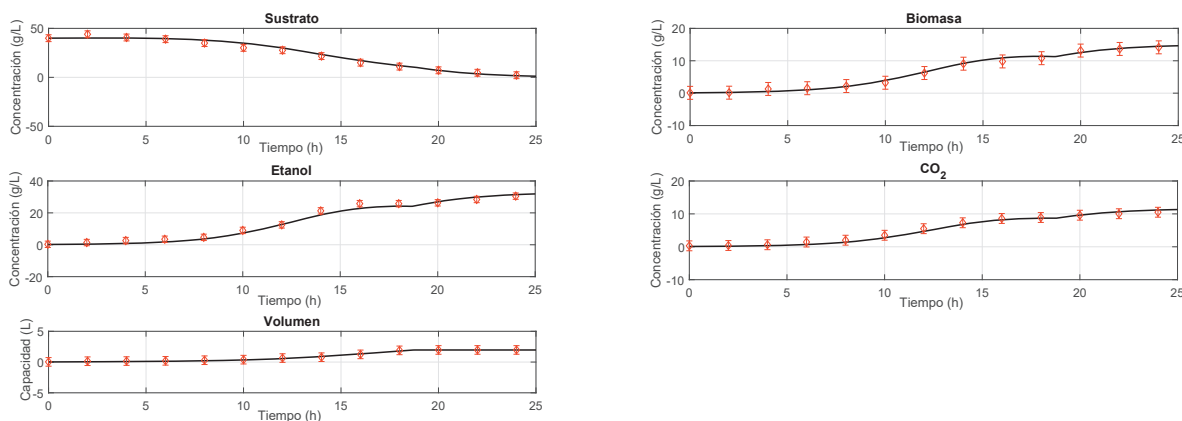 Sustrato
Concentración (g/L)
50
0
-50
0 5 10 15 20 25
Tiempo (h)
Biomasa
Concentración (g/L)
20
10
0
-10
0 5 10 15 20 25
Tiempo (h)
Etanol
Concentración (g/L)
40
20
0
-20
0 5 10 15 20 25
Tiempo (h)
CO2
Concentración (g/L)
20
10
0
-10
0 5 10 15 20 25
Tiempo (h)
Volumen
Capacidad (L)
5
0
-5
0 5 10 15 20 25
Tiempo (h)